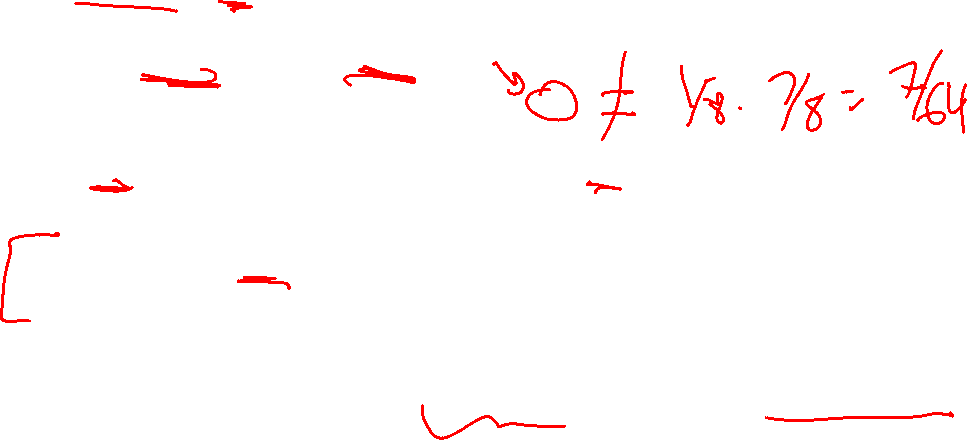 0 ≠ 1/8 · 7/8 = 7/64